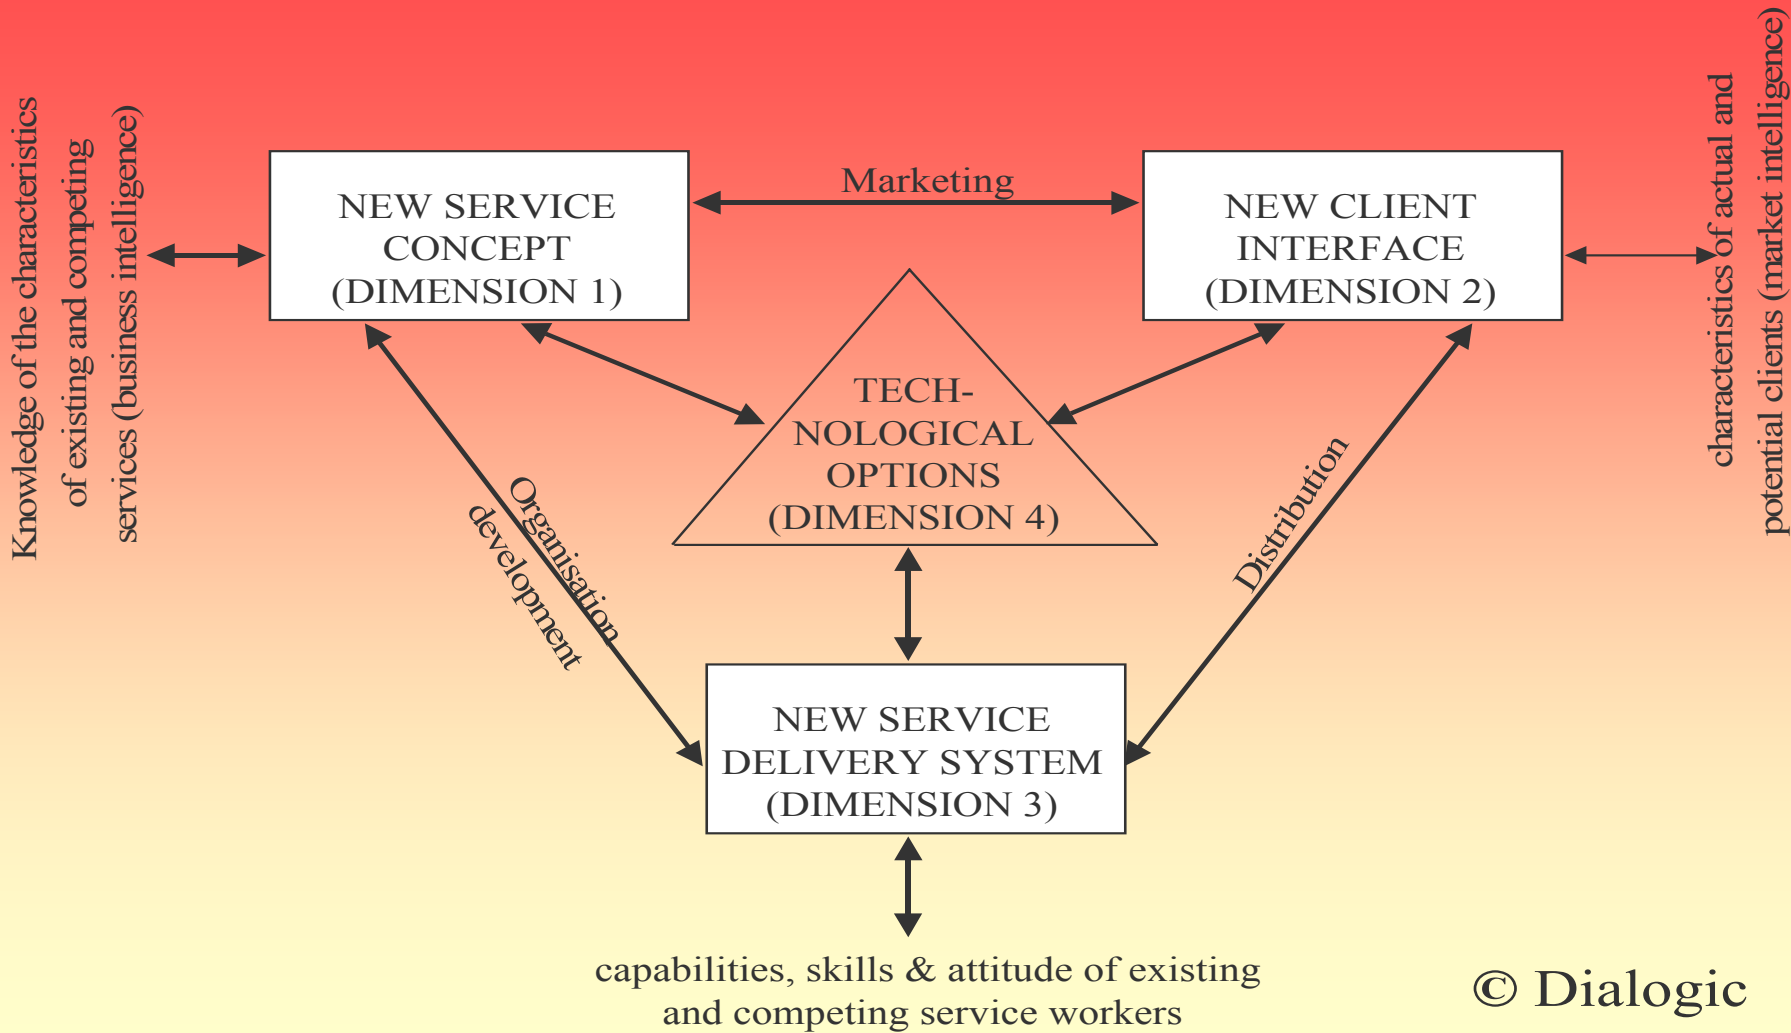 Knowledge of the characteristics
of existing and competing
services (business intelligence)
NEW SERVICE
CONCEPT
(DIMENSION 1)
Marketing
NEW CLIENT
INTERFACE
(DIMENSION 2)
characteristics of actual and
potential clients (market intelligence)
TECH-
NOLOGICAL
OPTIONS
(DIMENSION 4)
Organisation
development
Distribution
NEW SERVICE
DELIVERY SYSTEM
(DIMENSION 3)
capabilities, skills & attitude of existing
and competing service workers
© Dialogic